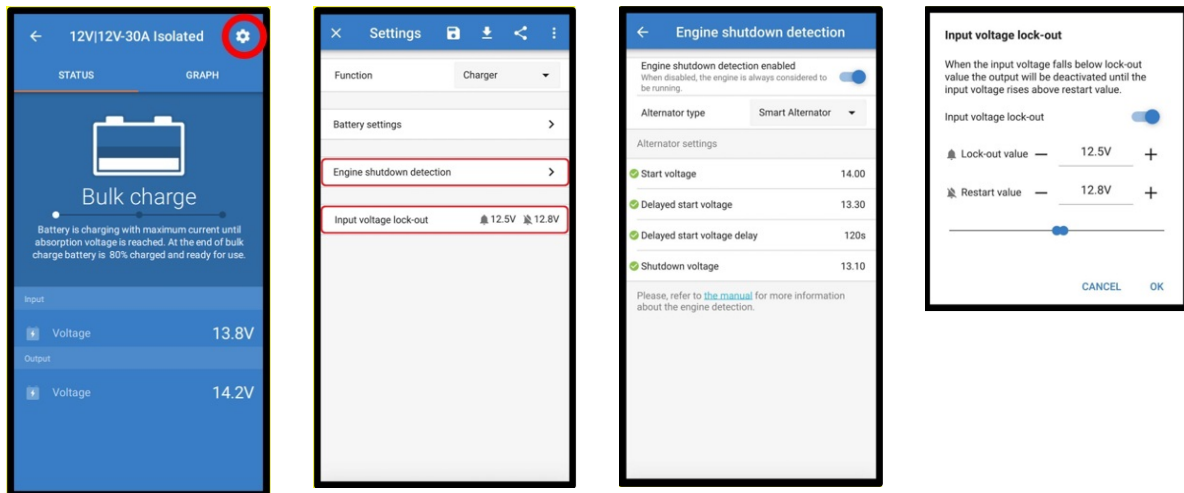 12V|12V-30A Isolated
STATUS
GRAPH
Bulk charge
Battery is charging with maximum current until
absorption voltage is reached. At the end of bulk
charge battery is 80% charged and ready for use.
Input
Voltage 13.8V
Output
Voltage 14.2V
Settings
Function Charger
Battery settings
Engine shutdown detection
Input voltage lock-out 12.5V 12.8V
Engine shutdown detection
Engine shutdown detection enabled
When disabled, the engine is always considered to
be running.
Alternator type Smart Alternator
Alternator settings
Start voltage 14.00
Delayed start voltage 13.30
Delayed start voltage delay 120s
Shutdown voltage 13.10
Please, refer to the manual for more information
about the engine detection.
Input voltage lock-out
When the input voltage falls below lock-out
value the output will be deactivated until the
input voltage rises above restart value.
Input voltage lock-out
Lock-out value — 12.5V +
Restart value — 12.8V +
CANCEL OK